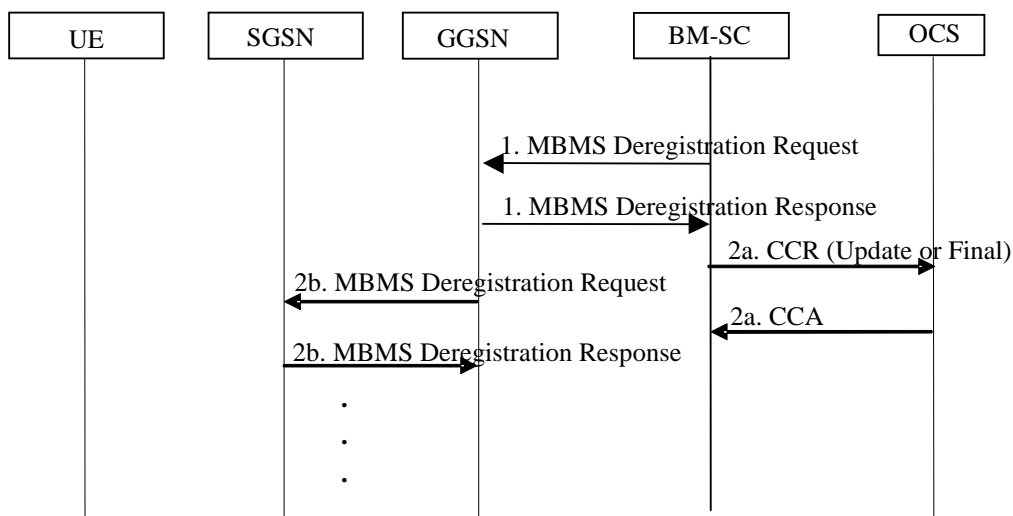 UE
SGSN
GGSN
BM-SC
OCS
1. MBMS Deregistration Request
1. MBMS Deregistration Response
2a. CCR (Update or Final)
2b. MBMS Deregistration Request
2a. CCA
2b. MBMS Deregistration Response
.
.
.